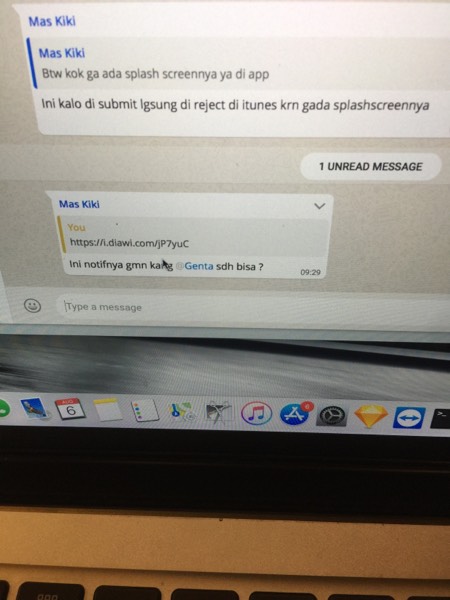 Mas Kiki
Mas Kiki
Btw kok ga ada splash screennya ya di app
Ini kalo di submit lgsung di reject di itunes krn gada splashscreennya
1 UNREAD MESSAGE
Mas Kiki
You
https://i.diawi.com/jP7yuC
Ini notifnya gmn kang @Genta sdh bisa ?
09:29
Type a message
6